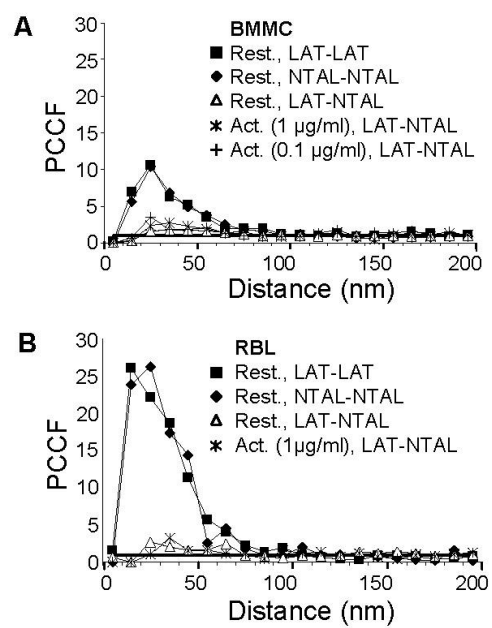 A
BMMC
Rest., LAT-LAT
Rest., NTAL-NTAL
Rest., LAT-NTAL
Act. (1 µg/ml), LAT-NTAL
Act. (0.1 µg/ml), LAT-NTAL
PCCF
30
25
20
15
10
5
0
0 50 100 150 200
Distance (nm)
B
RBL
Rest., LAT-LAT
Rest., NTAL-NTAL
Rest., LAT-NTAL
Act. (1µg/ml), LAT-NTAL
PCCF
30
25
20
15
10
5
0
0 50 100 150 200
Distance (nm)